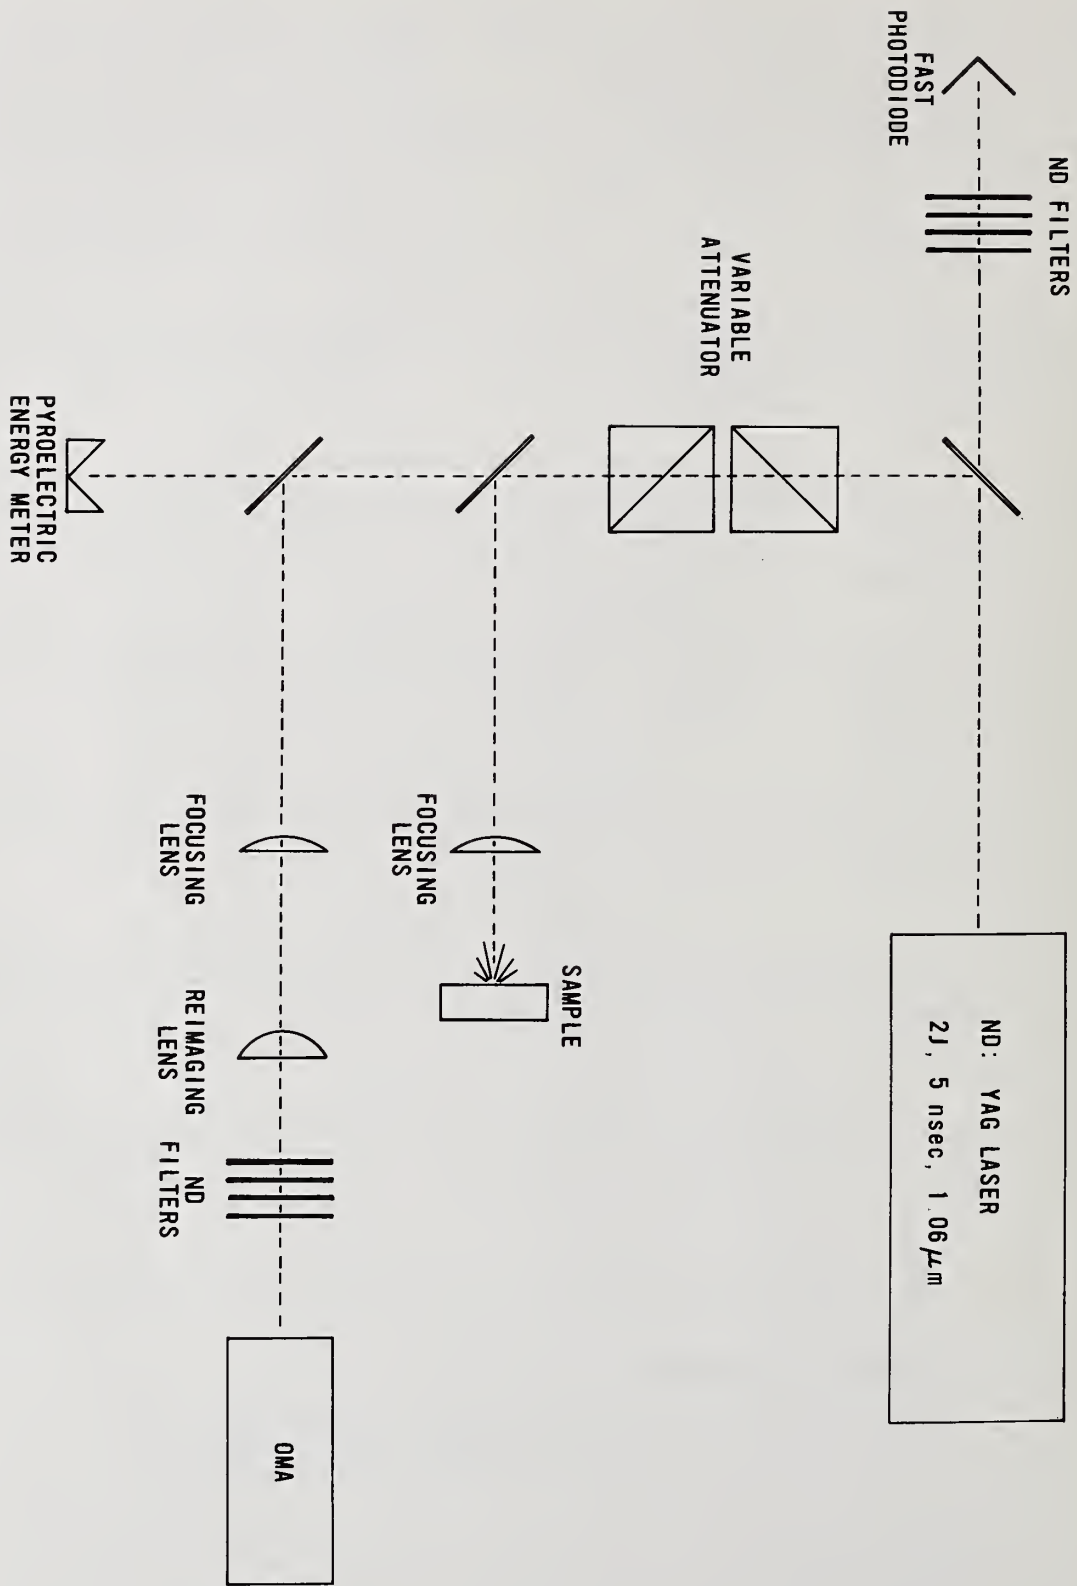 FAST
PHOTODIODE
ND FILTERS
VARIABLE
ATTENUATOR
ND: YAG LASER
2J, 5 nsec, 1.06μm
FOCUSING
LENS
SAMPLE
PYROELECTRIC
ENERGY METER
FOCUSING
LENS
REIMAGING
LENS
ND
FILTERS
OMA